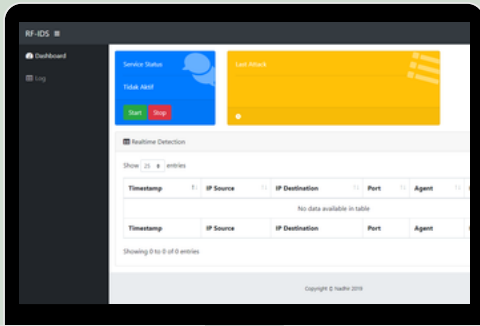 RF-IDS
Dashboard
Log
Service Status
Tidak Aktif
Start Stop
Last Attack
Realtime Detection
Show 25 entries
Timestamp IP Source IP Destination Port Agent
No data available in table
Timestamp IP Source IP Destination Port Agent
Showing 0 to 0 of 0 entries
Copyright © Nadhir 2019